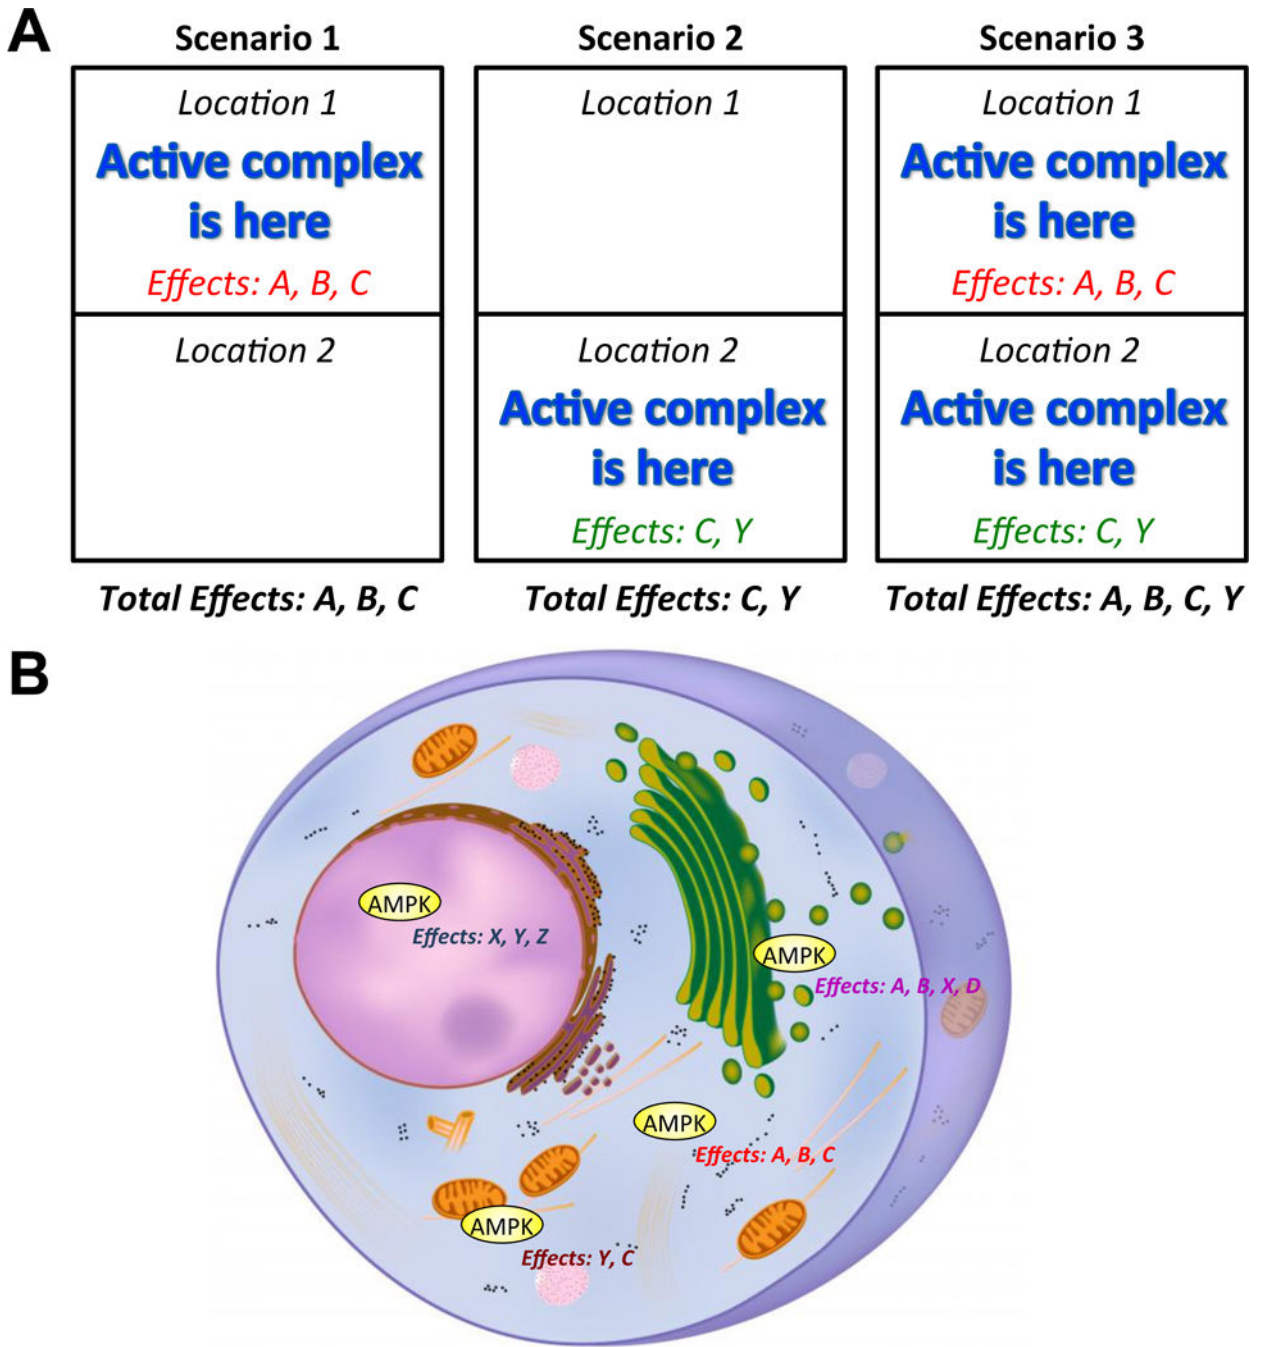 A
Scenario 1
Scenario 2
Scenario 3
Location 1
Active complex
is here
Effects: A, B, C
Location 2
Total Effects: A, B, C
Location 1
Location 2
Active complex
is here
Effects: C, Y
Total Effects: C, Y
Location 1
Active complex
is here
Effects: A, B, C
Location 2
Active complex
is here
Effects: C, Y
Total Effects: A, B, C, Y
B
AMPK
Effects: X, Y, Z
AMPK
Effects: A, B, X, D
AMPK
Effects: A, B, C
AMPK
Effects: Y, C